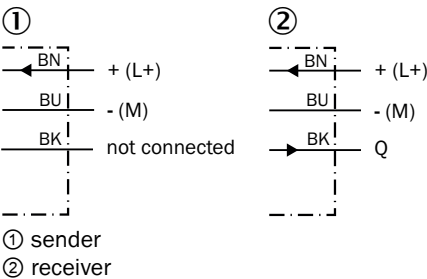 ① ②
BN + (L+) BN + (L+)
BU - (M) BU - (M)
BK not connected BK Q
① sender
② receiver